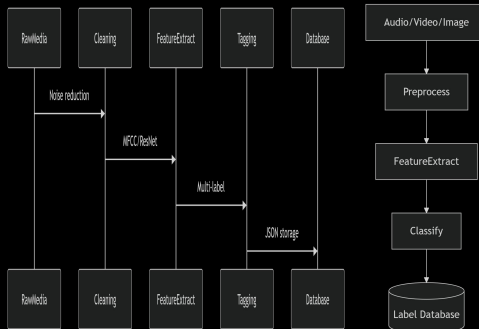 RawMedia
Cleaning
FeatureExtract
Tagging
Database
Noise reduction
MFCC/ResNet
Multi-label
JSON storage
RawMedia
Cleaning
FeatureExtract
Tagging
Database
Audio/Video/Image
Preprocess
FeatureExtract
Classify
Label Database